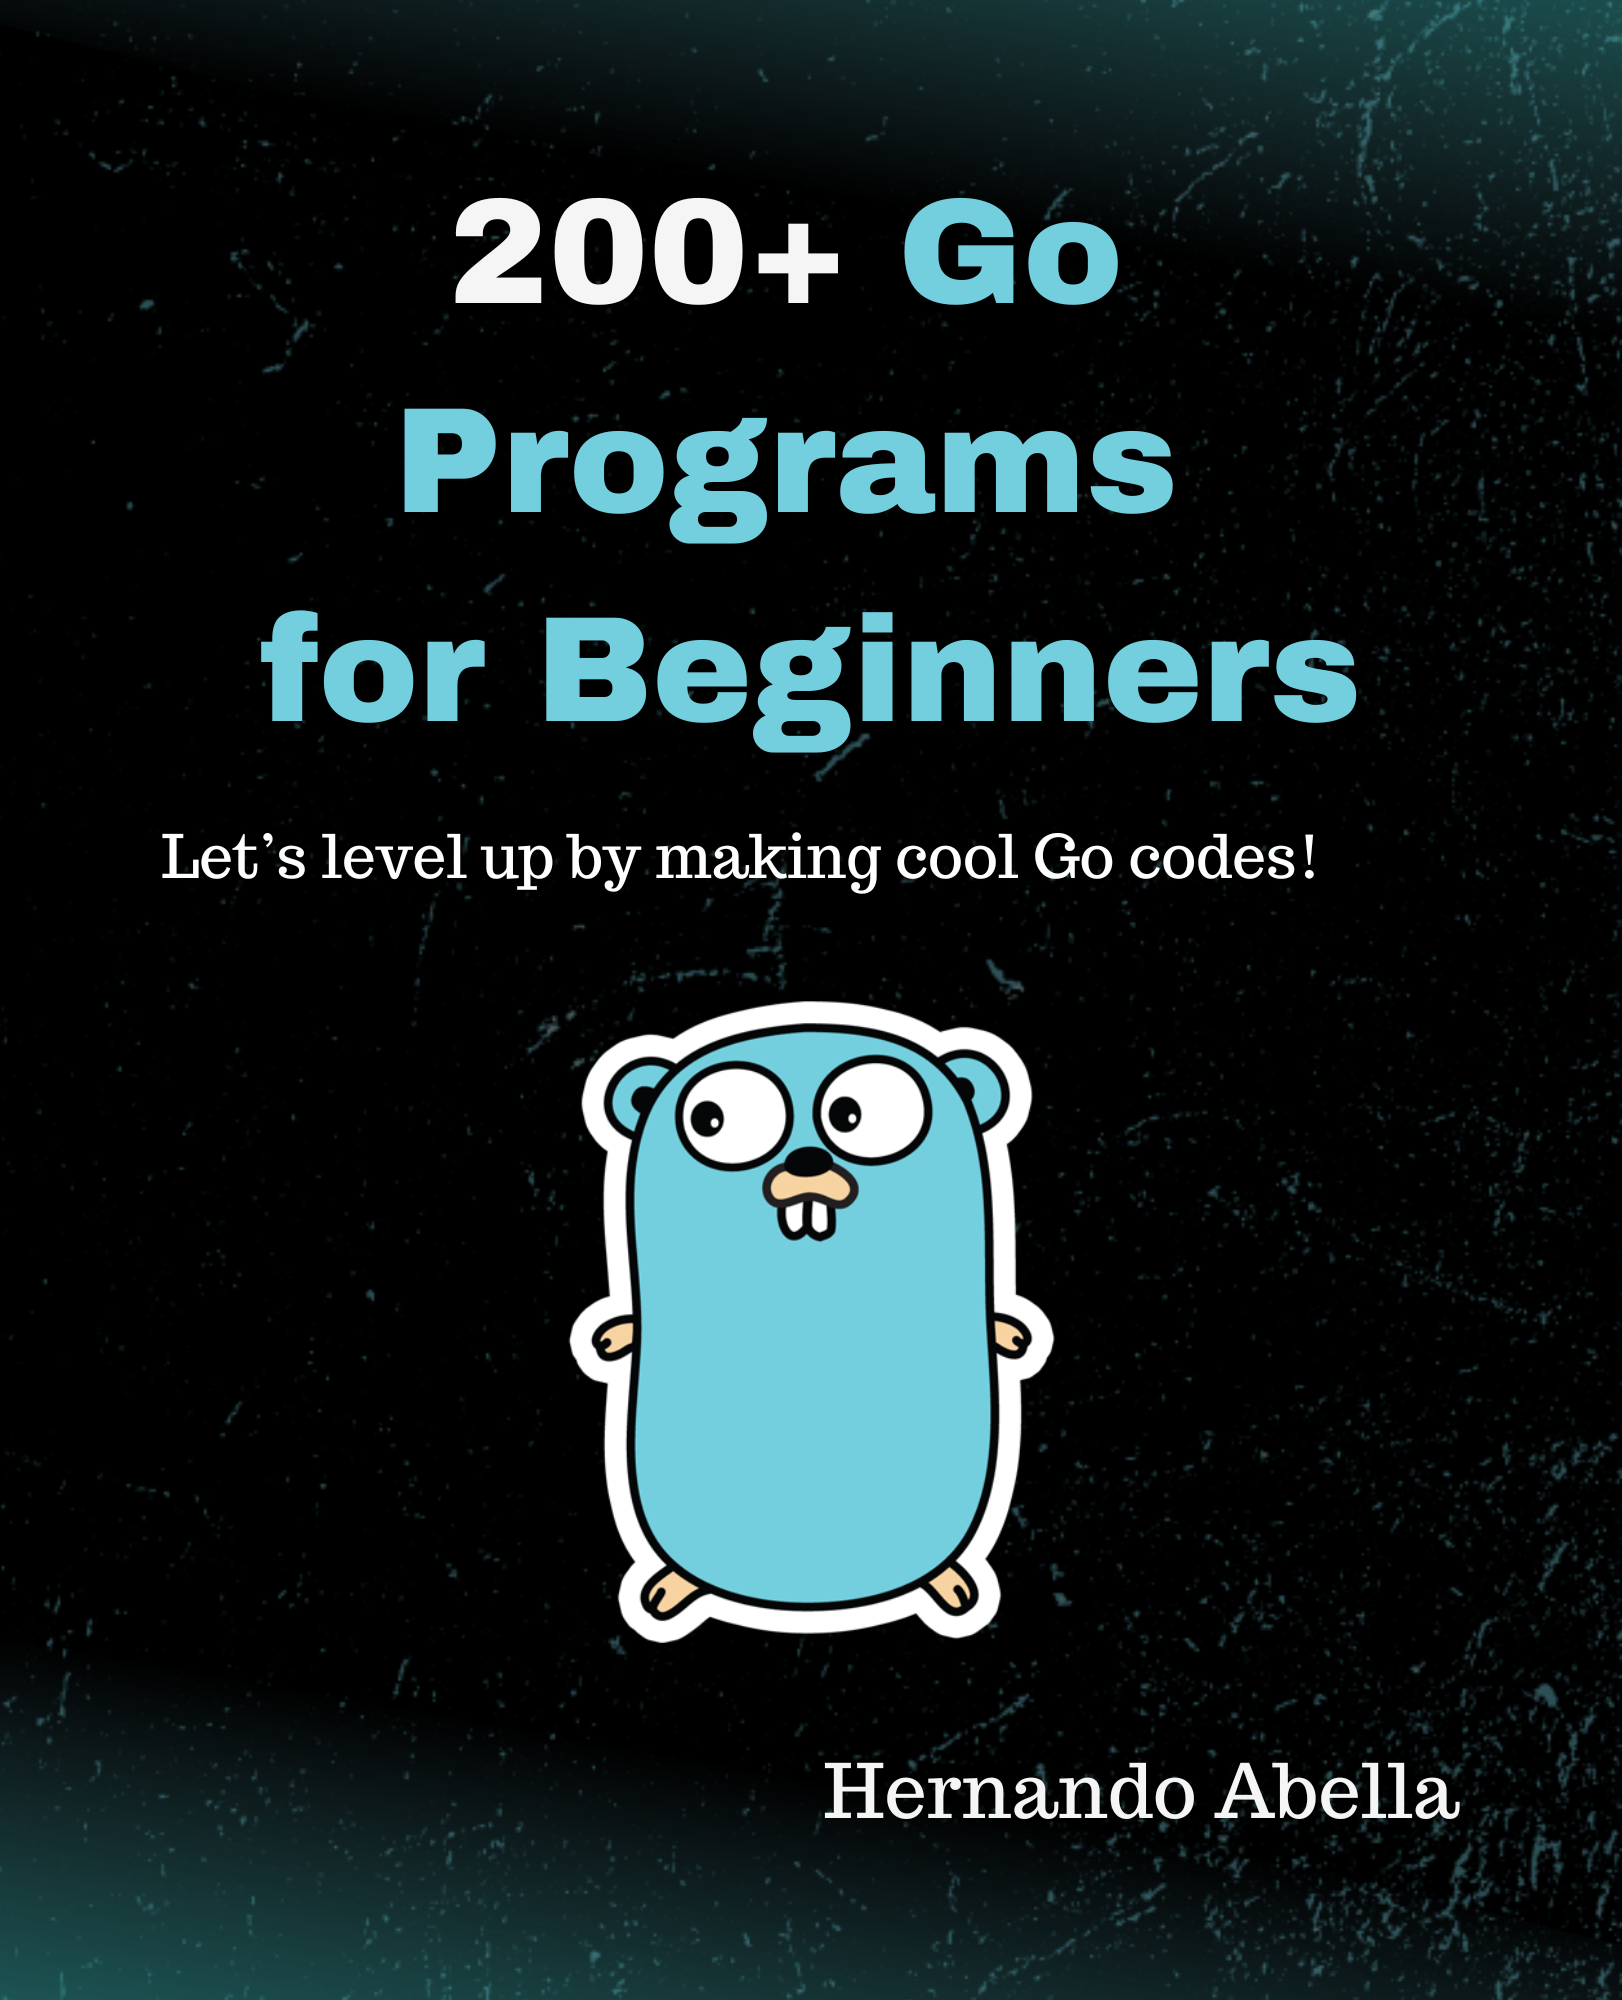 200+ Go
Programs
for Beginners
Let’s level up by making cool Go codes!
Hernando Abella